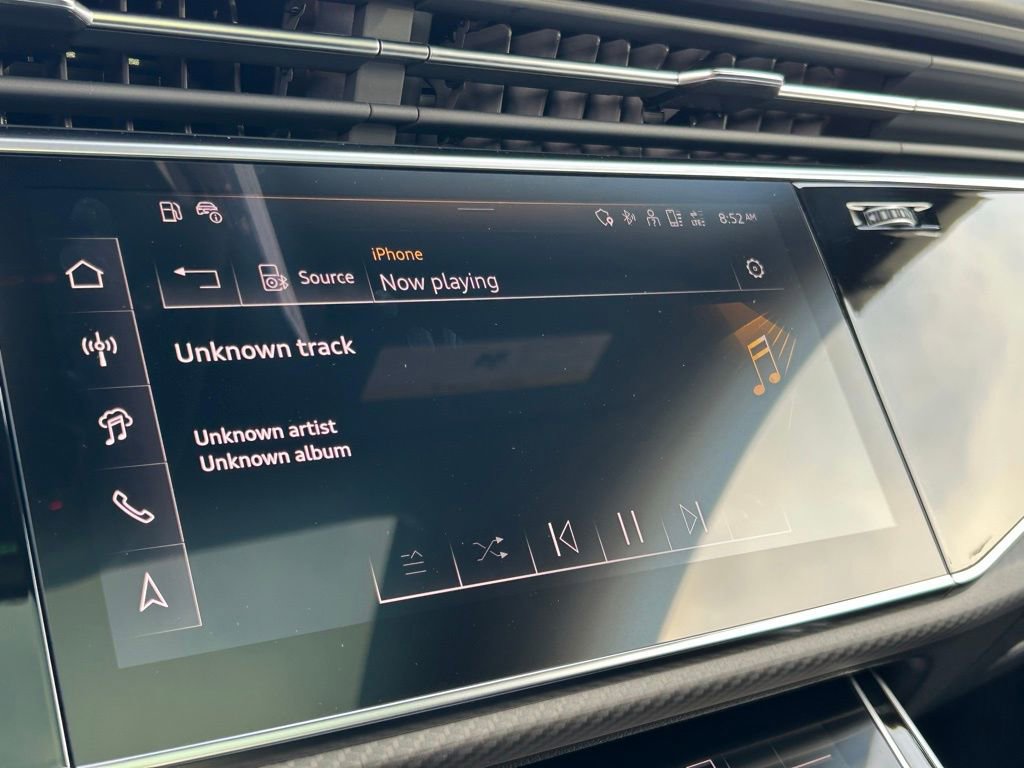 8:52 AM
iPhone
Source
Now playing
Unknown track
Unknown artist
Unknown album